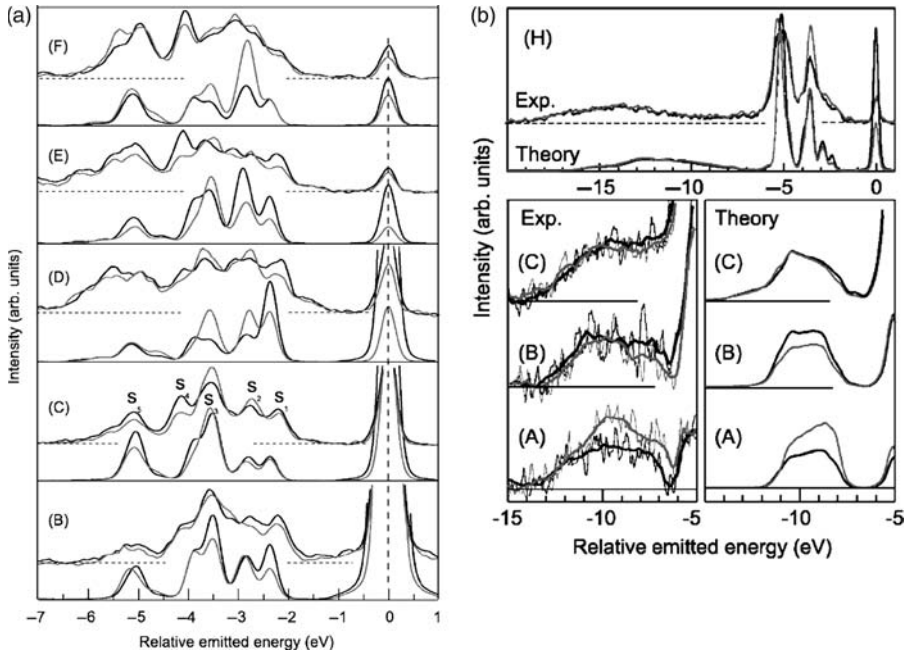 (a)
(F)
(E)
(D)
(C)
S5 S4 S3 S2 S1
(B)
Intensity (arb. units)
−7 −6 −5 −4 −3 −2 −1 0 1
Relative emitted energy (eV)
(b)
(H)
Exp.
Theory
−15 −10 −5 0
Intensity (arb. units)
Exp.
(C)
(B)
(A)
-15 -10 -5
Theory
(C)
(B)
(A)
-10 -5
Relative emitted energy (eV)